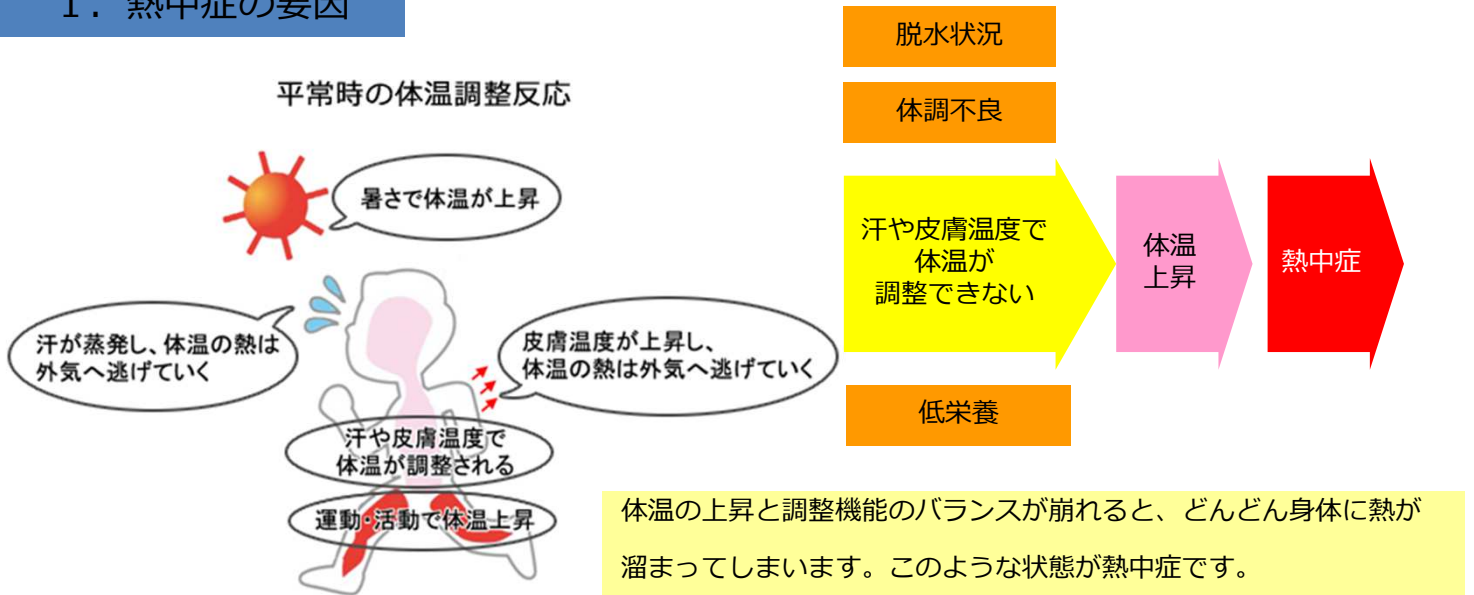 1．熱中症の要因
平常時の体温調整反応
暑さで体温が上昇
汗が蒸発し、体温の熱は
外気へ逃げていく
皮膚温度が上昇し、
体温の熱は外気へ逃げていく
汗や皮膚温度で
体温が調整される
運動・活動で体温上昇
脱水状況
体調不良
汗や皮膚温度で
体温が
調整できない
体温
上昇
熱中症
低栄養
体温の上昇と調整機能のバランスが崩れると、どんどん身体に熱が
溜まってしまいます。このような状態が熱中症です。